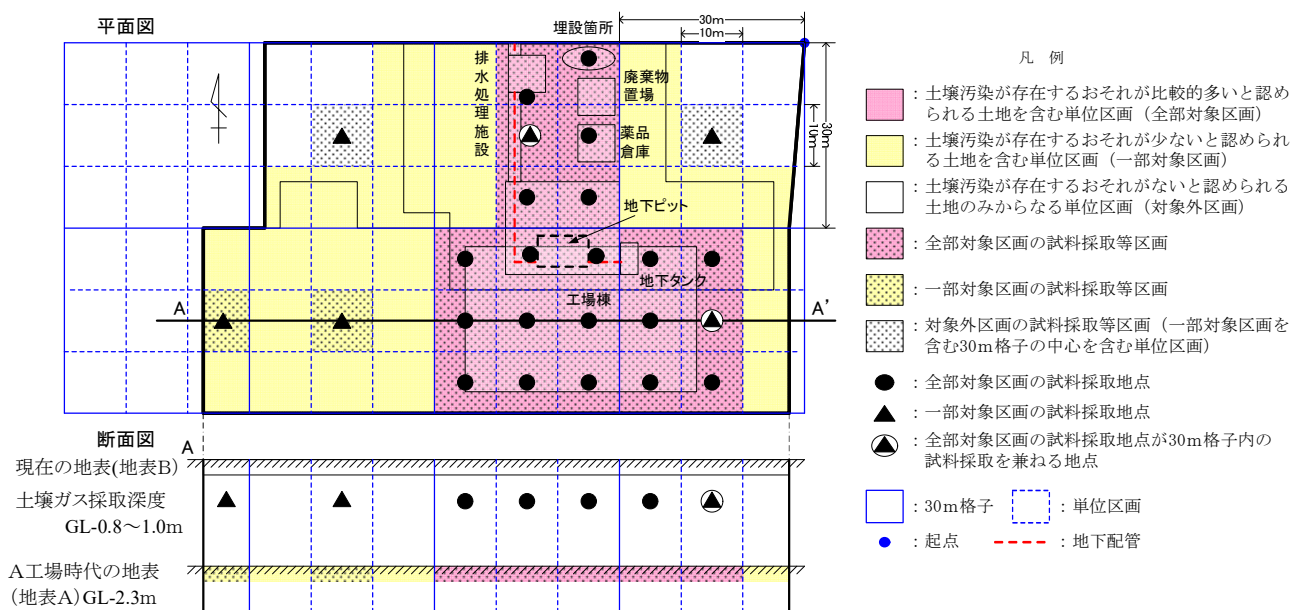 平面図
埋設箇所
30m
10m
排水処理施設
廃棄物
置場
薬品
倉庫
10m
30m
地下ピット
地下タンク
工場棟
A
A'
断面図
A
現在の地表(地表B)
土壌ガス採取深度
GL-0.8～1.0m
A工場時代の地表
(地表A)GL-2.3m
凡 例
：土壌汚染が存在するおそれが比較的多いと認め
られる土地を含む単位区画（全部対象区画）
：土壌汚染が存在するおそれが少ないと認められ
る土地を含む単位区画（一部対象区画）
：土壌汚染が存在するおそれがないと認められる
土地のみからなる単位区画（対象外区画）
：全部対象区画の試料採取等区画
：一部対象区画の試料採取等区画
：対象外区画の試料採取等区画（一部対象区画を
含む30m格子の中心を含む単位区画）
：全部対象区画の試料採取地点
：一部対象区画の試料採取地点
：全部対象区画の試料採取地点が30m格子内の
試料採取を兼ねる地点
：30m格子
：単位区画
：起点
：地下配管